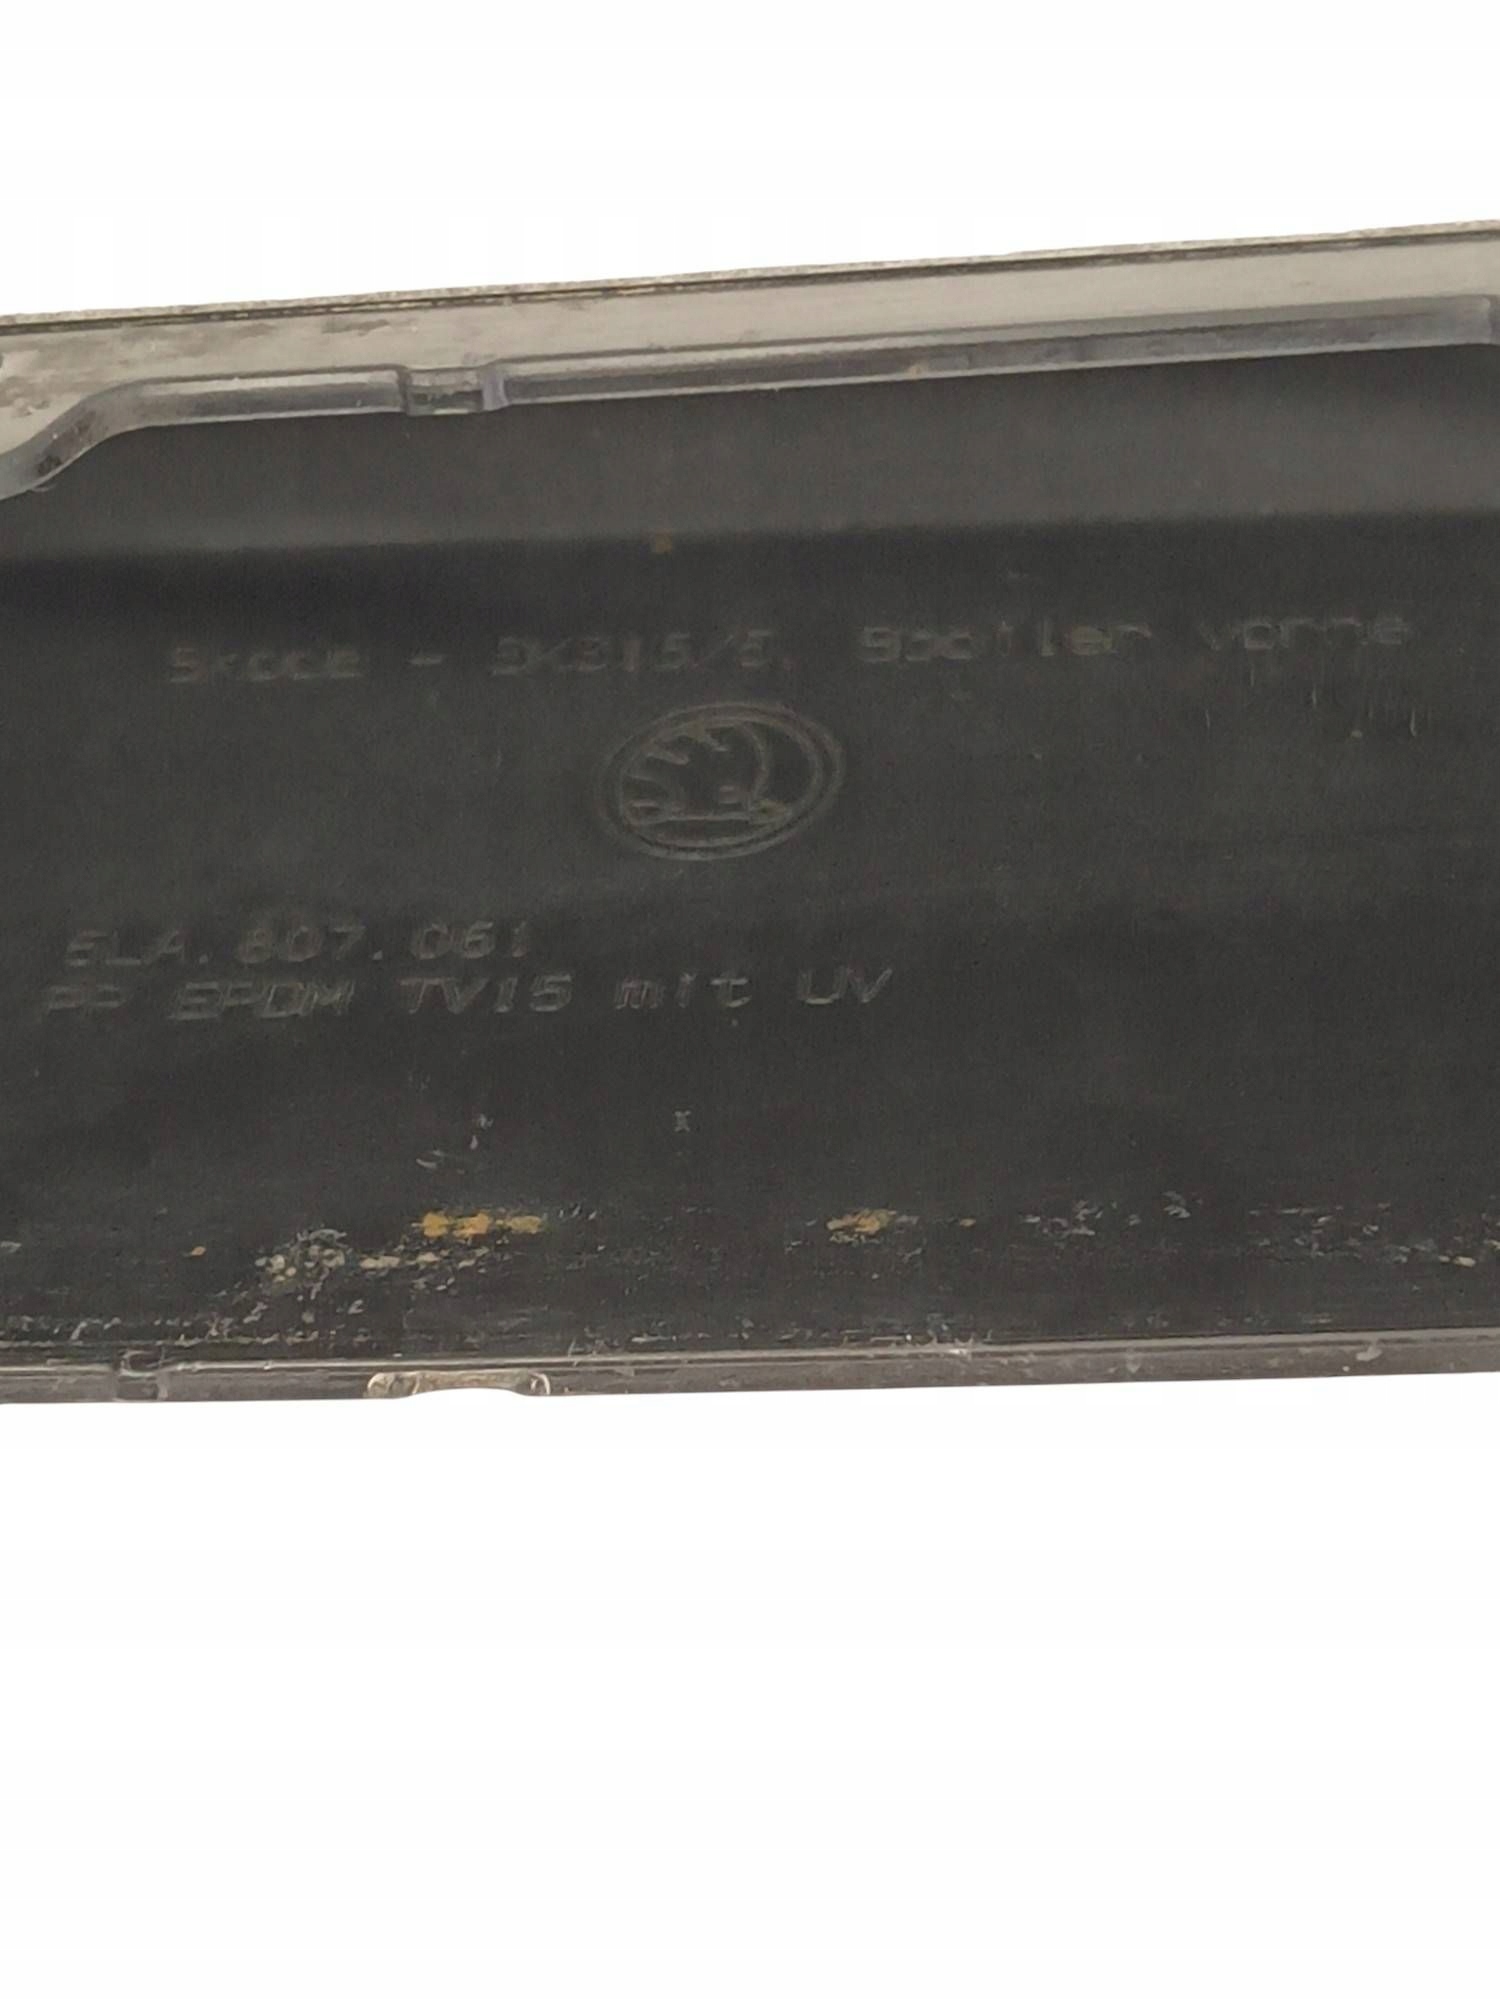 Skoda - SK315/5, Spoiler vorne
5LA.807.061
PP EPDM TV15 mit UV